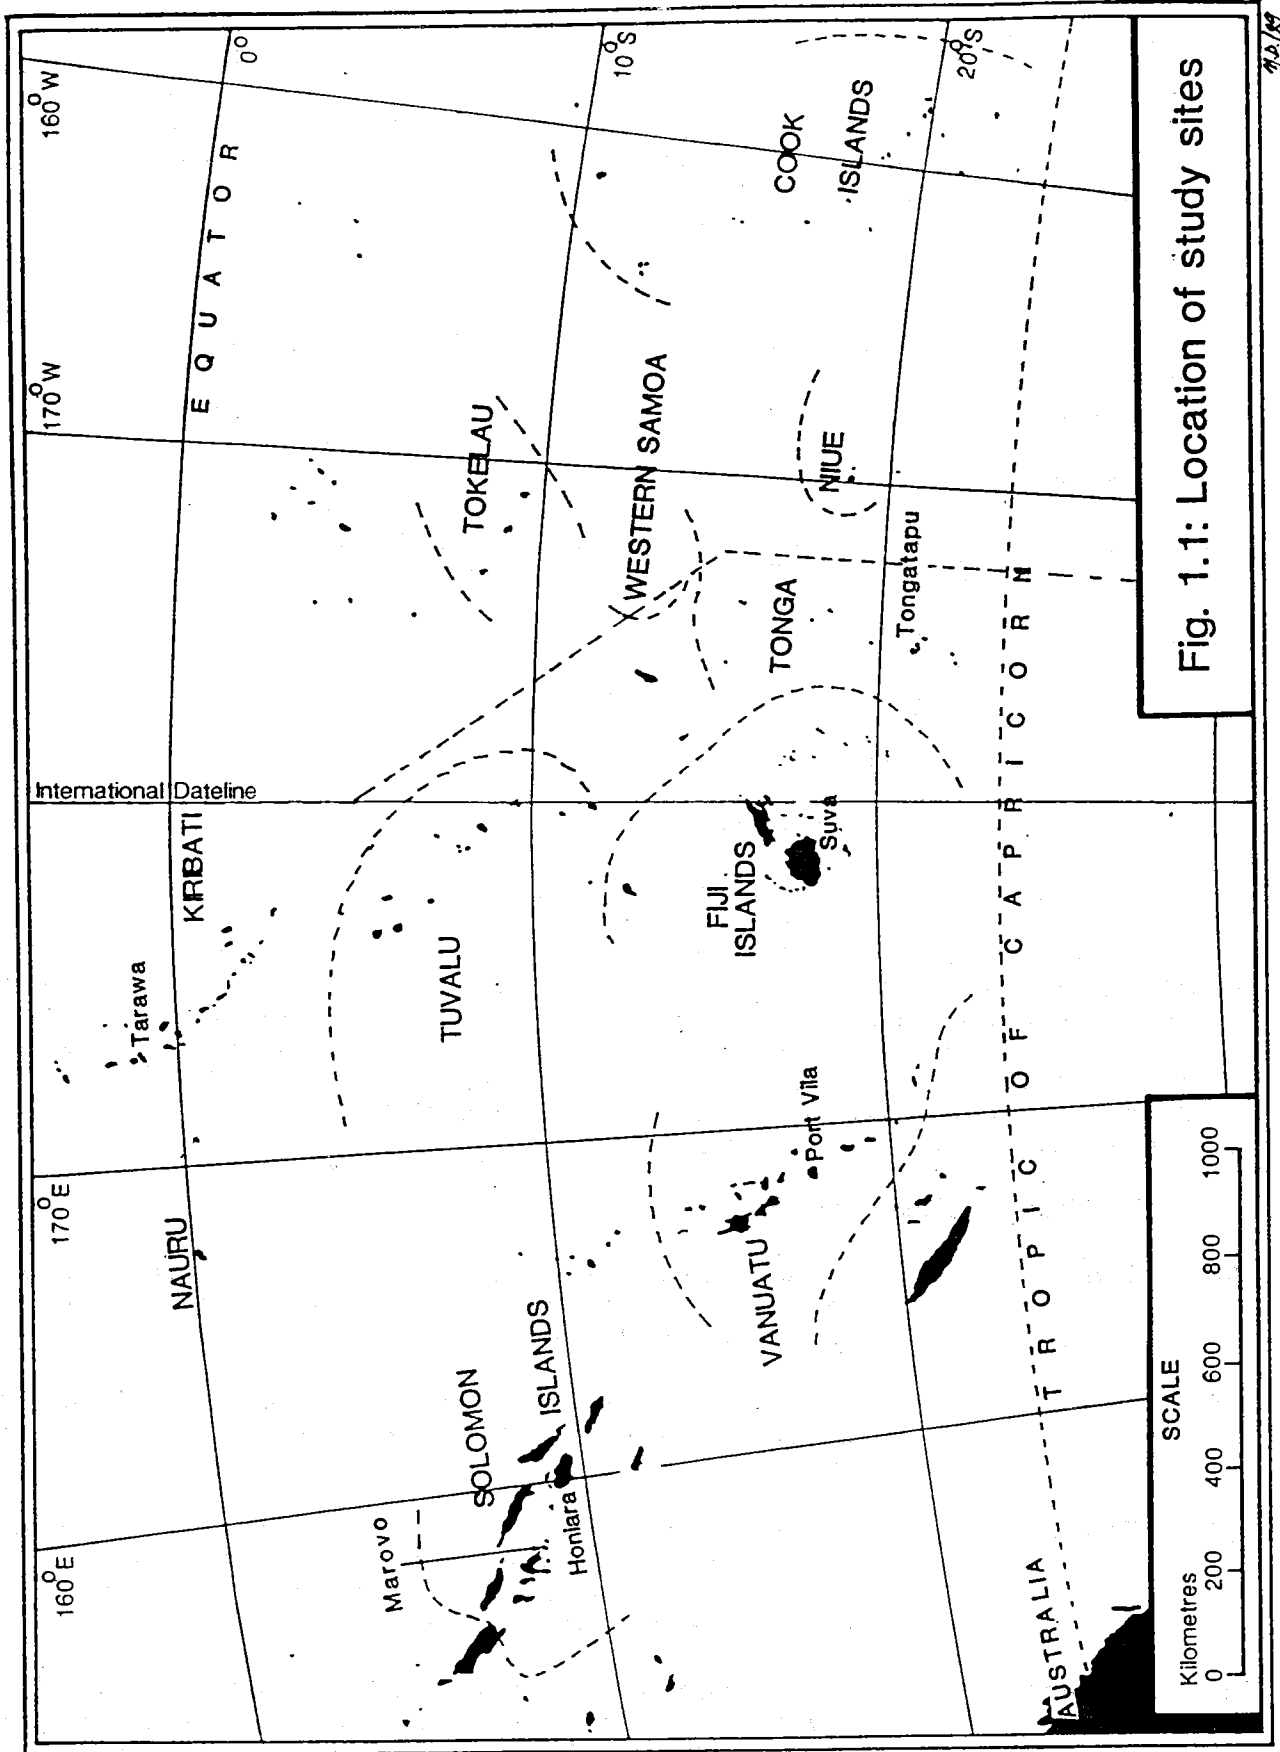 160°E
170°E
International Dateline
170°W
160°W
NAURU
Tarawa
KIRIBATI
EQUATOR
0°
Marovo
SOLOMON
ISLANDS
Honiara
TUVALU
TOKELAU
10°S
WESTERN SAMOA
VANUATU
Port Vila
FIJI
ISLANDS
Suva
TONGA
Tongatapu
NIUE
COOK
ISLANDS
20°S
AUSTRALIA
TROPIC OF CAPRICORN
SCALE
Kilometres
0 200 400 600 800 1000
Fig. 1.1: Location of study sites